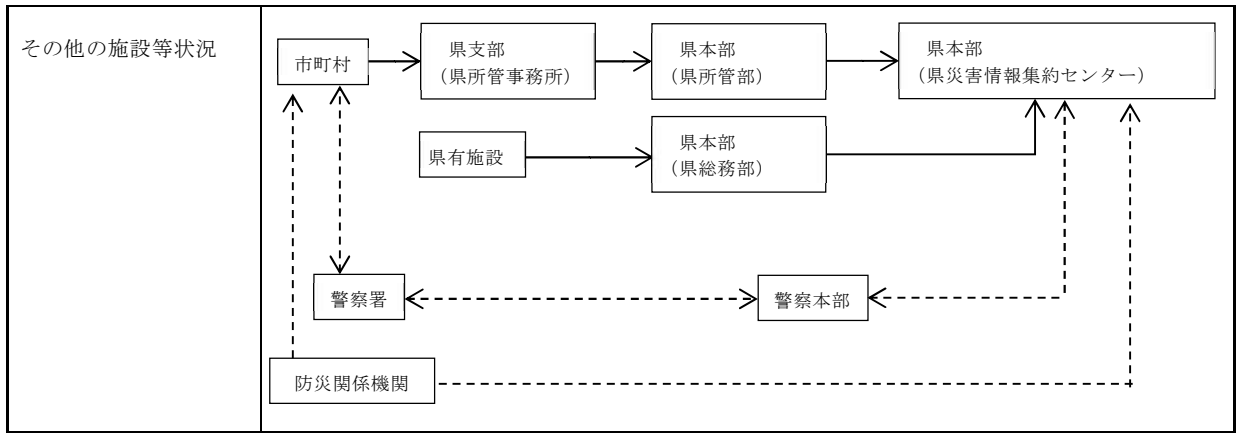 その他の施設等状況
市町村
県支部
（県所管事務所）
県本部
（県所管部）
県本部
（県災害情報集約センター）
県有施設
県本部
（県総務部）
警察署
警察本部
防災関係機関